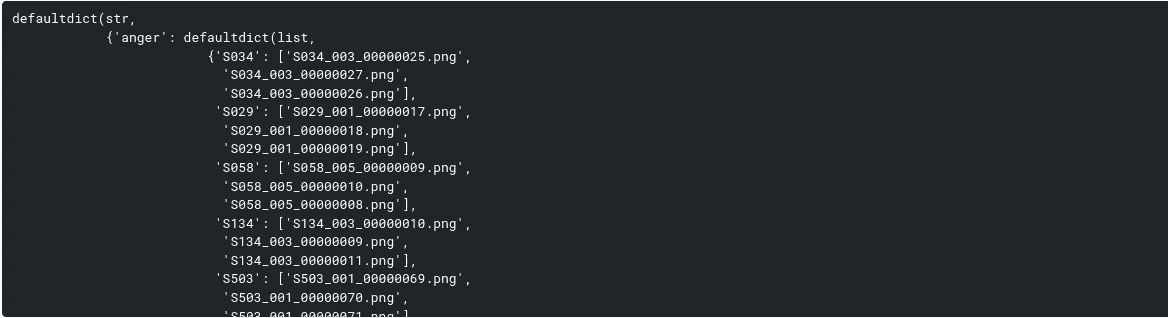 defaultdict(str,
{'anger': defaultdict(list,
{'S034': ['S034_003_00000025.png',
'S034_003_00000027.png',
'S034_003_00000026.png'],
'S029': ['S029_001_00000017.png',
'S029_001_00000018.png',
'S029_001_00000019.png'],
'S058': ['S058_005_00000009.png',
'S058_005_00000010.png',
'S058_005_00000008.png'],
'S134': ['S134_003_00000010.png',
'S134_003_00000009.png',
'S134_003_00000011.png'],
'S503': ['S503_001_00000069.png',
'S503_001_00000070.png',
'S503_001_00000071.png']